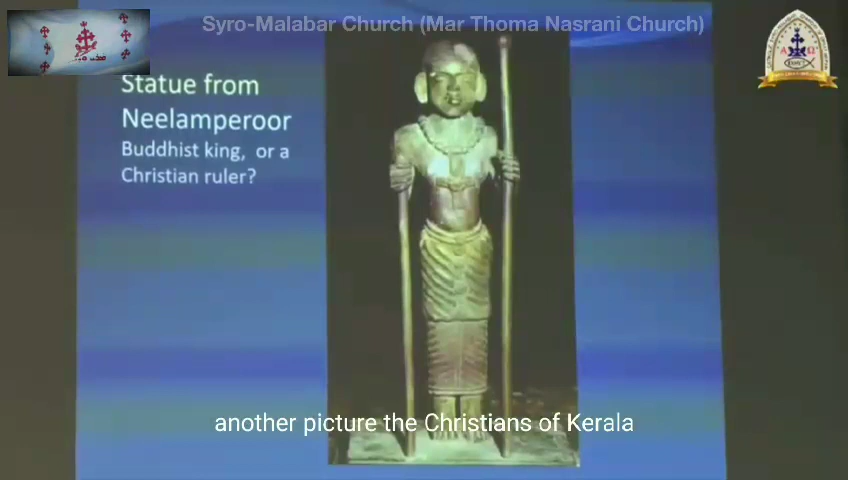 Syro-Malabar Church (Mar Thoma Nasrani Church)
Statue from
Neelamperoor
Buddhist king, or a
Christian ruler?
another picture the Christians of Kerala